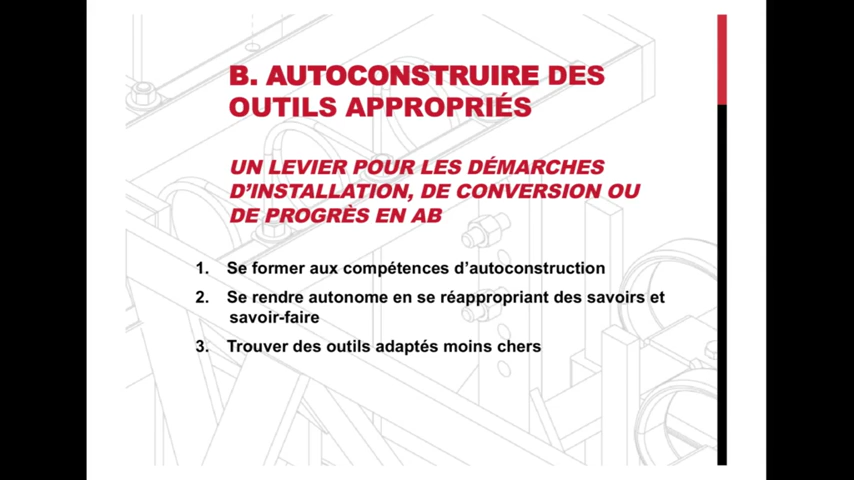 B. AUTOCONSTRUIRE DES
OUTILS APPROPRIÉS
UN LEVIER POUR LES DÉMARCHES
D’INSTALLATION, DE CONVERSION OU
DE PROGRÈS EN AB
1. Se former aux compétences d’autoconstruction
2. Se rendre autonome en se réappropriant des savoirs et
savoir-faire
3. Trouver des outils adaptés moins chers